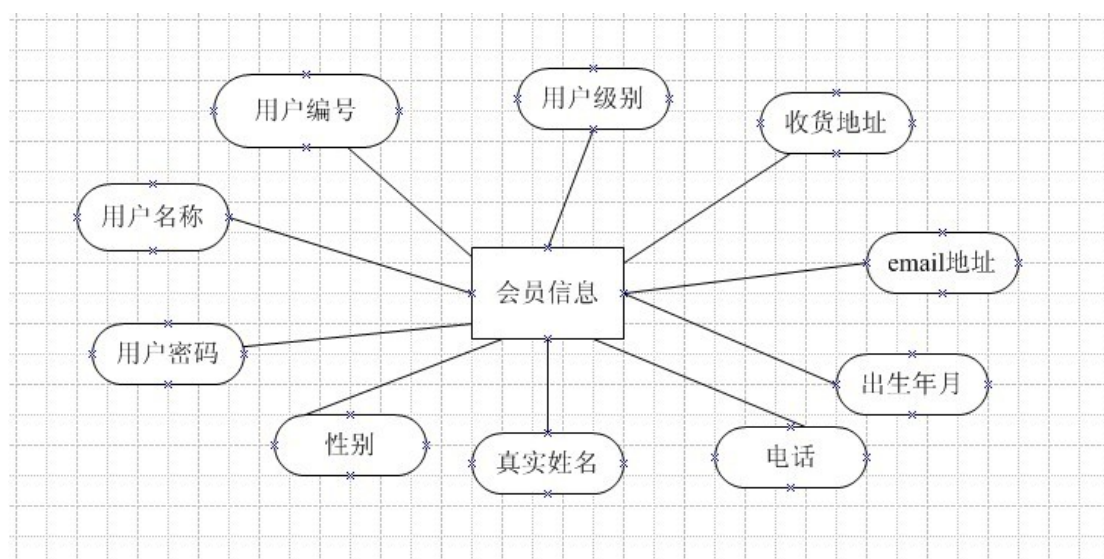 用户级别
用户编号
收货地址
用户名称
email地址
会员信息
用户密码
出生年月
性别
真实姓名
电话